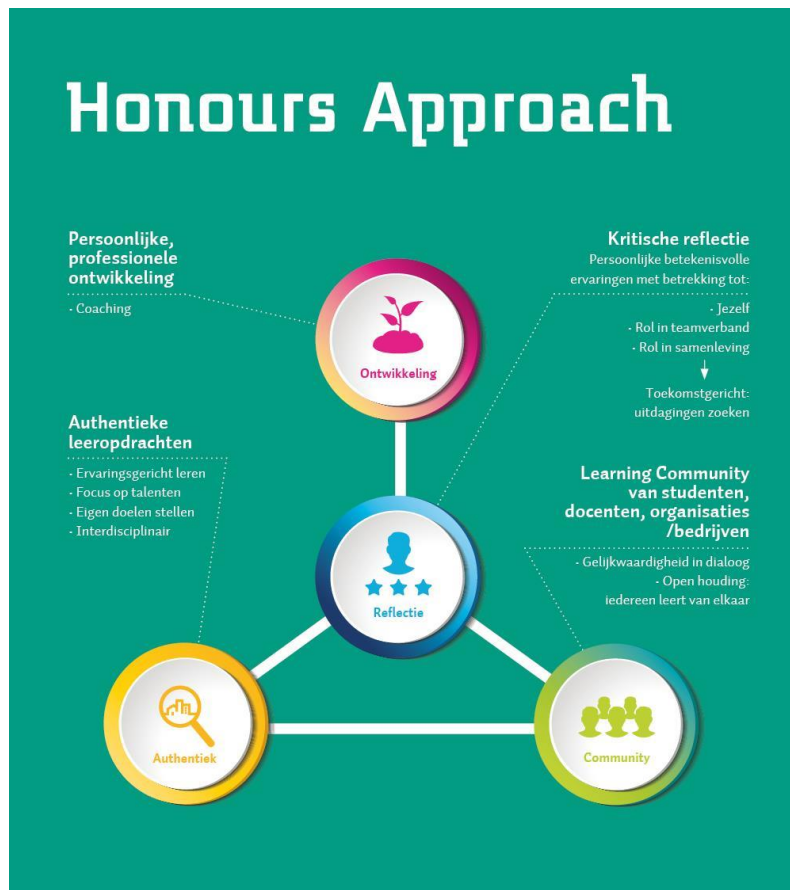 Honours Approach
Persoonlijke,
professionele
ontwikkeling
- Coaching
Kritische reflectie
Persoonlijke betekenisvolle
ervaringen met betrekking tot:
- Jezelf
- Rol in teamverband
- Rol in samenleving
Toekomstgericht:
uitdagingen zoeken
Ontwikkeling
Authentieke
leeropdrachten
- Ervaringsgericht leren
- Focus op talenten
- Eigen doelen stellen
- Interdisciplinair
Learning Community
van studenten,
docenten, organisaties
/bedrijven
- Gelijkwaardigheid in dialoog
- Open houding:
iedereen leert van elkaar
Reflectie
Authentiek
Community